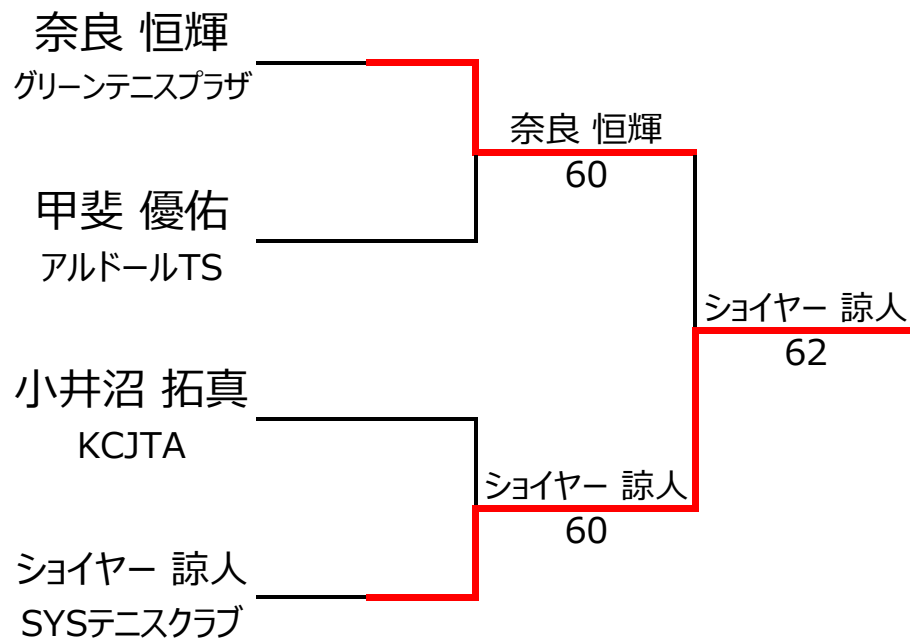 奈良 恒輝
グリーンテニスプラザ
奈良 恒輝
60
甲斐 優佑
アルドールTS
ショイヤー 諒人
62
小井沼 拓真
KCJTA
ショイヤー 諒人
60
ショイヤー 諒人
SYSテニスクラブ